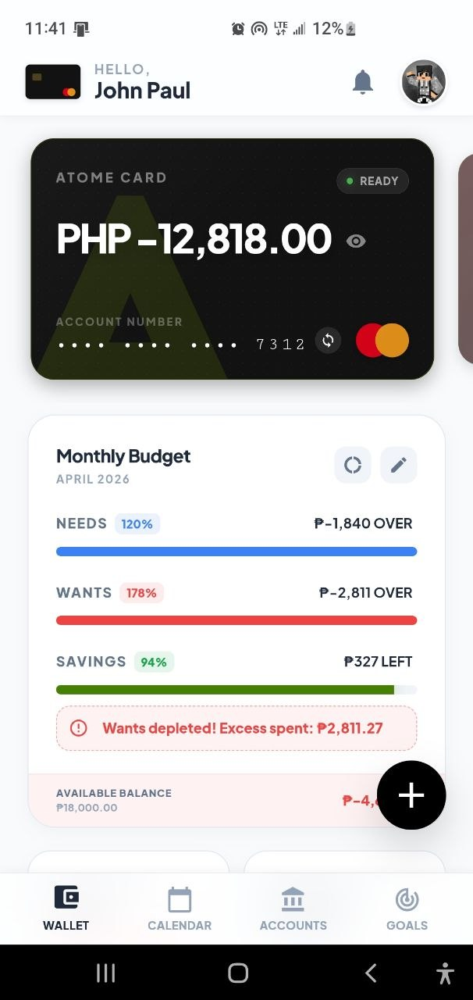 11:41 LTE 12%
HELLO,
John Paul
ATOME CARD
READY
PHP -12,818.00
ACCOUNT NUMBER
•••• •••• •••• 7312
Monthly Budget
APRIL 2026
NEEDS 120% ₱-1,840 OVER
WANTS 178% ₱-2,811 OVER
SAVINGS 94% ₱327 LEFT
Wants depleted! Excess spent: ₱2,811.27
AVAILABLE BALANCE
₱18,000.00
₱-4,
WALLET CALENDAR ACCOUNTS GOALS